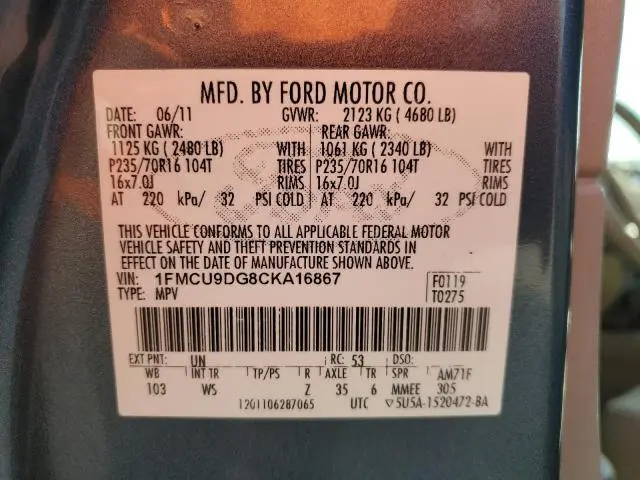 MFD. BY FORD MOTOR CO.
DATE: 06/11 GVWR: 2123 KG ( 4680 LB)
FRONT GAWR: REAR GAWR:
1125 KG ( 2480 LB) WITH 1061 KG ( 2340 LB) WITH
P235/70R16 104T TIRES P235/70R16 104T TIRES
16x7.0J RIMS 16x7.0J RIMS
AT 220 kPa/ 32 PSI COLD AT 220 kPa/ 32 PSI COLD
THIS VEHICLE CONFORMS TO ALL APPLICABLE FEDERAL MOTOR
VEHICLE SAFETY AND THEFT PREVENTION STANDARDS IN
EFFECT ON THE DATE OF MANUFACTURE SHOWN ABOVE.
VIN: 1FMCU9DG8CKA16867 F0119
TYPE: MPV T0275
EXT PNT: UN RC: 53 DSO:
WB INT TR TP/PS R AXLE TR SPR AM71F
103 WS Z 35 6 MMEE 305
1201106287065 UTC ▽5U5A-1520472-BA